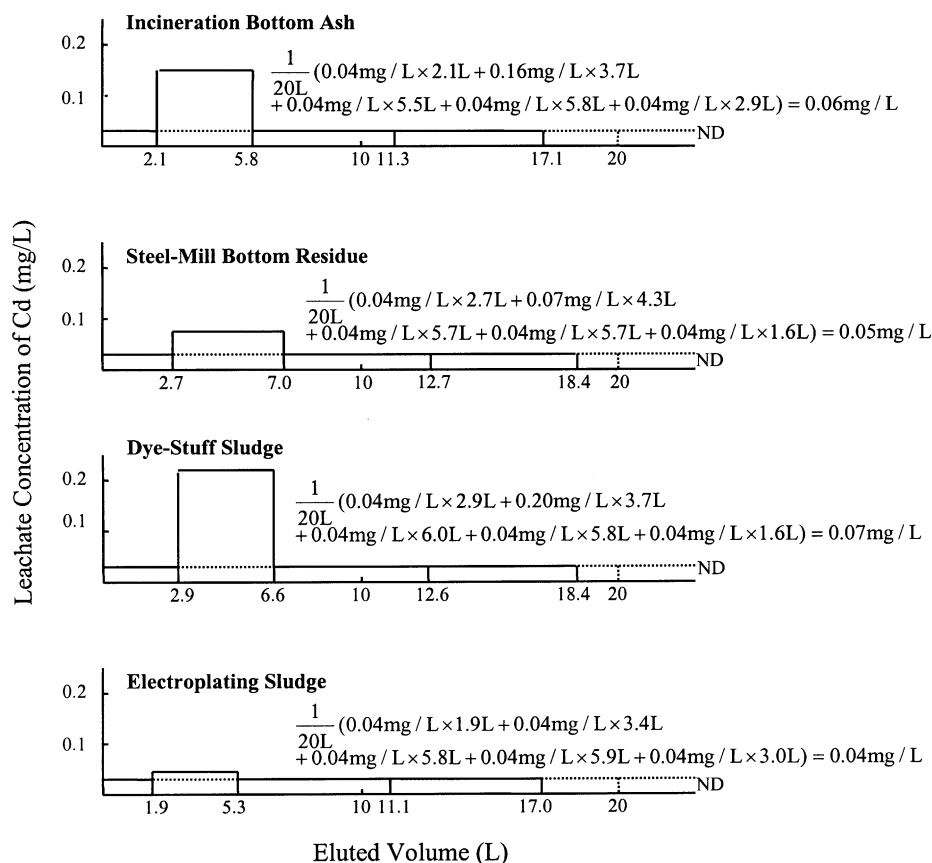 Leachate Concentration of Cd (mg/L)
Incineration Bottom Ash
0.2
0.1
1
20L
(0.04mg / L×2.1L + 0.16mg / L×3.7L
+ 0.04mg / L×5.5L + 0.04mg / L×5.8L + 0.04mg / L×2.9L) = 0.06mg / L
ND
2.1 5.8 10 11.3 17.1 20
Steel-Mill Bottom Residue
0.2
0.1
1
20L
(0.04mg / L×2.7L + 0.07mg / L×4.3L
+ 0.04mg / L×5.7L + 0.04mg / L×5.7L + 0.04mg / L×1.6L) = 0.05mg / L
ND
2.7 7.0 10 12.7 18.4 20
Dye-Stuff Sludge
0.2
0.1
1
20L
(0.04mg / L×2.9L + 0.20mg / L×3.7L
+ 0.04mg / L×6.0L + 0.04mg / L×5.8L + 0.04mg / L×1.6L) = 0.07mg / L
ND
2.9 6.6 10 12.6 18.4 20
Electroplating Sludge
0.2
0.1
1
20L
(0.04mg / L×1.9L + 0.04mg / L×3.4L
+ 0.04mg / L×5.8L + 0.04mg / L×5.9L + 0.04mg / L×3.0L) = 0.04mg / L
ND
1.9 5.3 10 11.1 17.0 20
Eluted Volume (L)